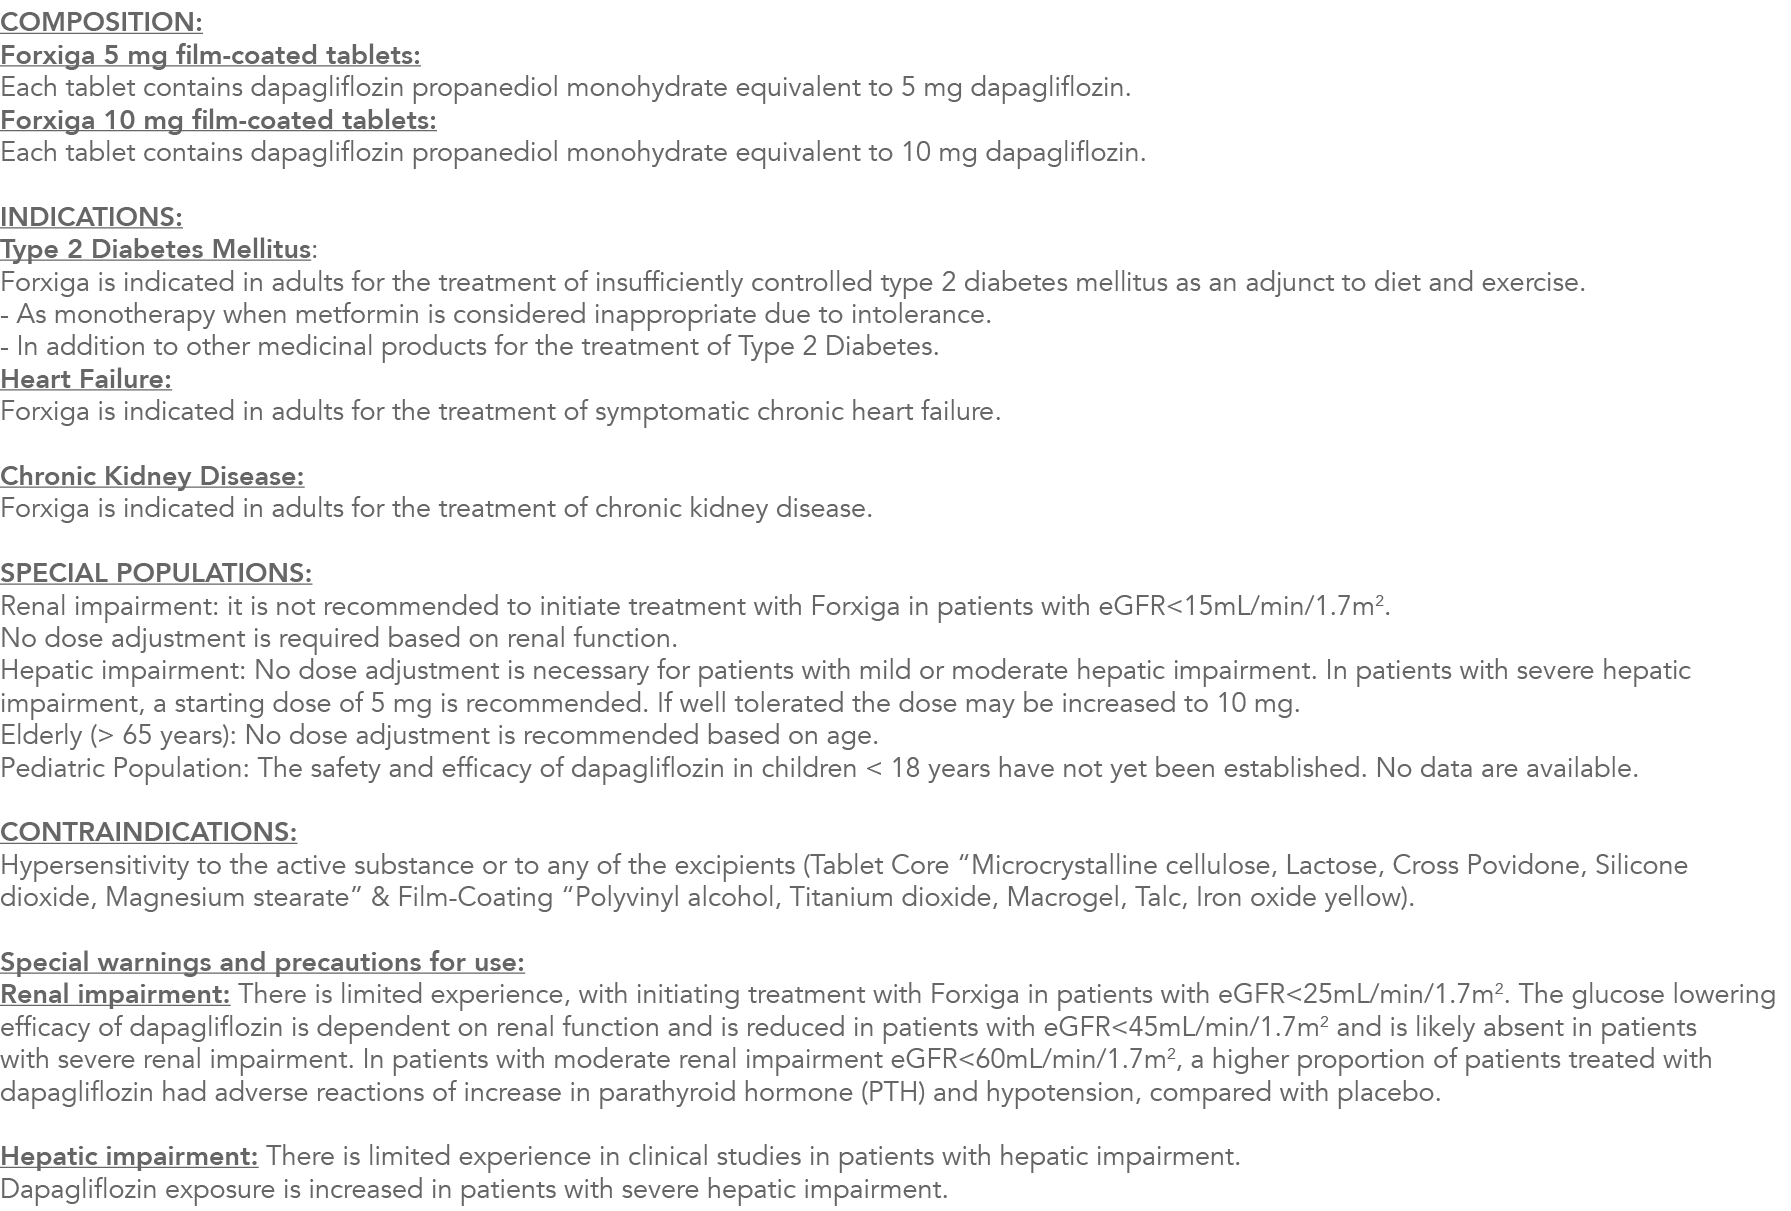 COMPOSITION:
Forxiga 5 mg film-coated tablets:
Each tablet contains dapagliflozin propanediol monohydrate equivalent to 5 mg dapagliflozin.
Forxiga 10 mg film-coated tablets:
Each tablet contains dapagliflozin propanediol monohydrate equivalent to 10 mg dapagliflozin.
INDICATIONS:
Type 2 Diabetes Mellitus:
Forxiga is indicated in adults for the treatment of insufficiently controlled type 2 diabetes mellitus as an adjunct to diet and exercise.
- As monotherapy when metformin is considered inappropriate due to intolerance.
- In addition to other medicinal products for the treatment of Type 2 Diabetes.
Heart Failure:
Forxiga is indicated in adults for the treatment of symptomatic chronic heart failure.
Chronic Kidney Disease:
Forxiga is indicated in adults for the treatment of chronic kidney disease.
SPECIAL POPULATIONS:
Renal impairment: it is not recommended to initiate treatment with Forxiga in patients with eGFR<15mL/min/1.7m².
No dose adjustment is required based on renal function.
Hepatic impairment: No dose adjustment is necessary for patients with mild or moderate hepatic impairment. In patients with severe hepatic
impairment, a starting dose of 5 mg is recommended. If well tolerated the dose may be increased to 10 mg.
Elderly (> 65 years): No dose adjustment is recommended based on age.
Pediatric Population: The safety and efficacy of dapagliflozin in children < 18 years have not yet been established. No data are available.
CONTRAINDICATIONS:
Hypersensitivity to the active substance or to any of the excipients (Tablet Core “Microcrystalline cellulose, Lactose, Cross Povidone, Silicone
dioxide, Magnesium stearate” & Film-Coating “Polyvinyl alcohol, Titanium dioxide, Macrogel, Talc, Iron oxide yellow).
Special warnings and precautions for use:
Renal impairment: There is limited experience, with initiating treatment with Forxiga in patients with eGFR<25mL/min/1.7m². The glucose lowering
efficacy of dapagliflozin is dependent on renal function and is reduced in patients with eGFR<45mL/min/1.7m² and is likely absent in patients
with severe renal impairment. In patients with moderate renal impairment eGFR<60mL/min/1.7m², a higher proportion of patients treated with
dapagliflozin had adverse reactions of increase in parathyroid hormone (PTH) and hypotension, compared with placebo.
Hepatic impairment: There is limited experience in clinical studies in patients with hepatic impairment.
Dapagliflozin exposure is increased in patients with severe hepatic impairment.